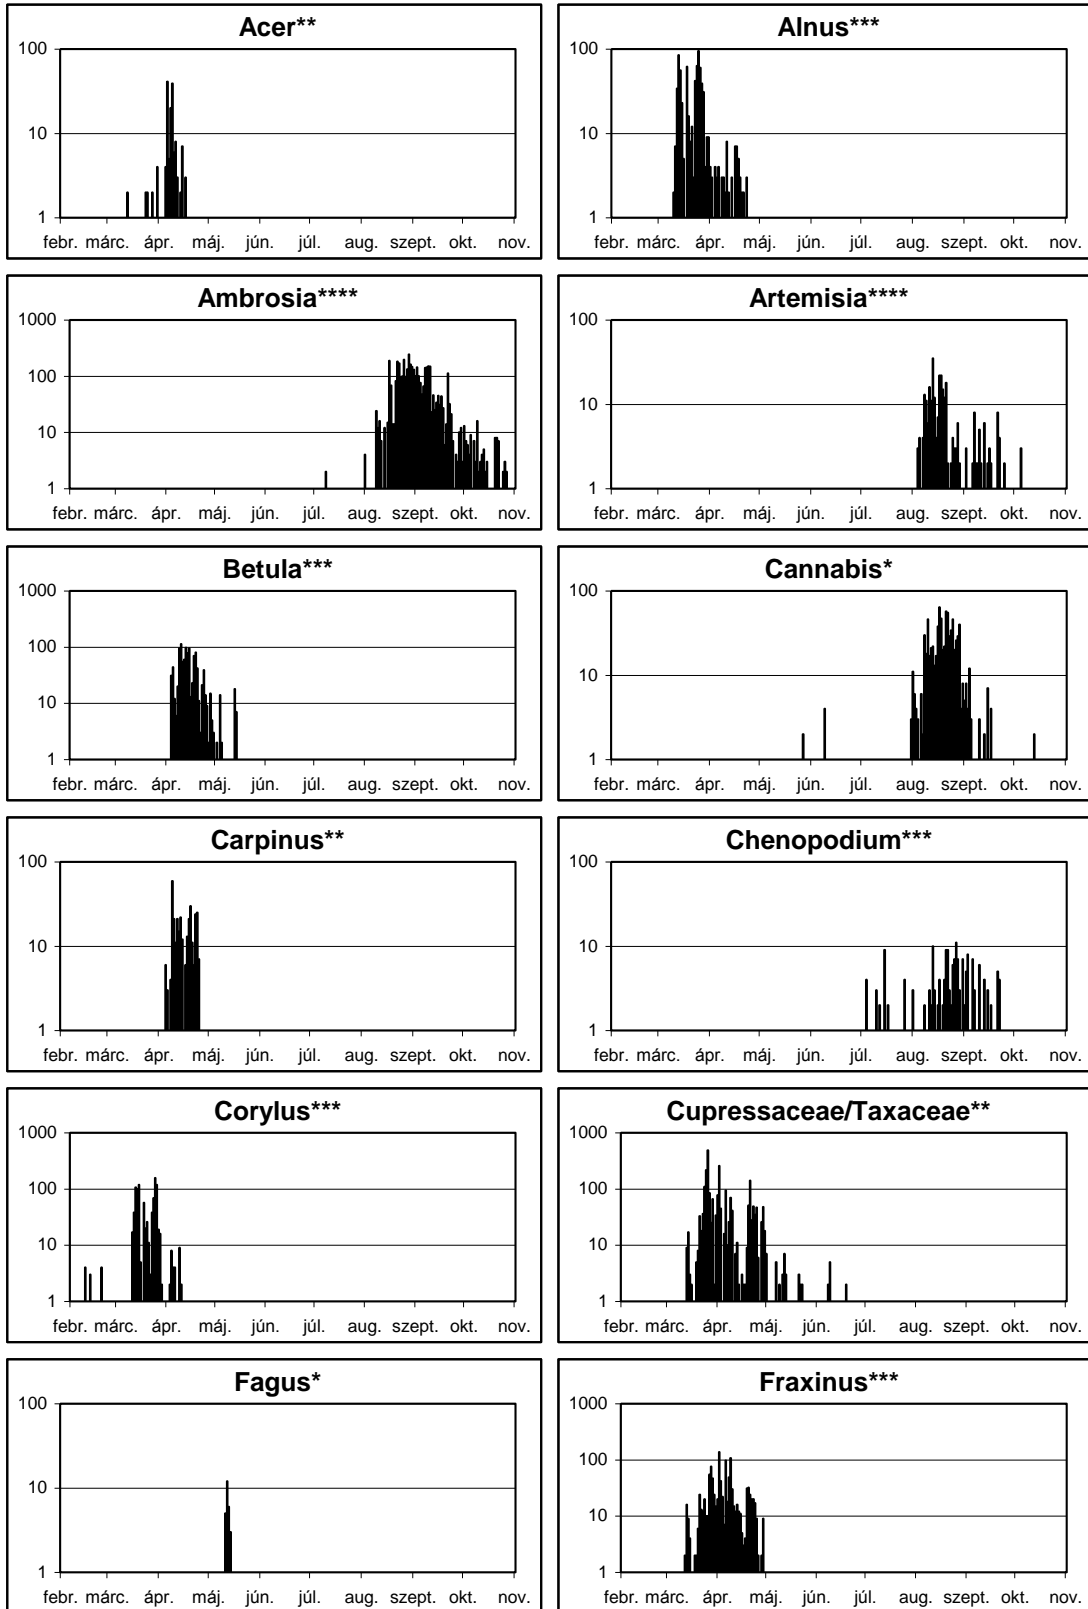 Acer**
100
10
1
febr. márc. ápr. máj. jún. júl. aug. szept. okt. nov.
Alnus***
100
10
1
febr. márc. ápr. máj. jún. júl. aug. szept. okt. nov.
Ambrosia****
1000
100
10
1
febr. márc. ápr. máj. jún. júl. aug. szept. okt. nov.
Artemisia****
100
10
1
febr. márc. ápr. máj. jún. júl. aug. szept. okt. nov.
Betula***
1000
100
10
1
febr. márc. ápr. máj. jún. júl. aug. szept. okt. nov.
Cannabis*
100
10
1
febr. márc. ápr. máj. jún. júl. aug. szept. okt. nov.
Carpinus**
100
10
1
febr. márc. ápr. máj. jún. júl. aug. szept. okt. nov.
Chenopodium***
100
10
1
febr. márc. ápr. máj. jún. júl. aug. szept. okt. nov.
Corylus***
1000
100
10
1
febr. márc. ápr. máj. jún. júl. aug. szept. okt. nov.
Cupressaceae/Taxaceae**
1000
100
10
1
febr. márc. ápr. máj. jún. júl. aug. szept. okt. nov.
Fagus*
100
10
1
febr. márc. ápr. máj. jún. júl. aug. szept. okt. nov.
Fraxinus***
1000
100
10
1
febr. márc. ápr. máj. jún. júl. aug. szept. okt. nov.